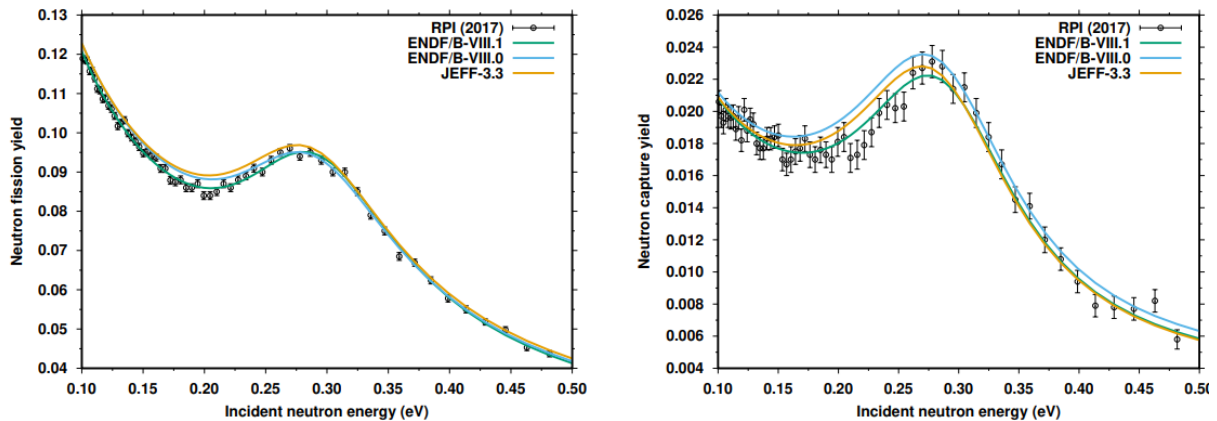 RPI (2017)
ENDF/B-VIII.1
ENDF/B-VIII.0
JEFF-3.3
Neutron fission yield
0.13
0.12
0.11
0.10
0.09
0.08
0.07
0.06
0.05
0.04
0.10 0.15 0.20 0.25 0.30 0.35 0.40 0.45 0.50
Incident neutron energy (eV)
RPI (2017)
ENDF/B-VIII.1
ENDF/B-VIII.0
JEFF-3.3
Neutron capture yield
0.026
0.024
0.022
0.020
0.018
0.016
0.014
0.012
0.010
0.008
0.006
0.004
0.10 0.15 0.20 0.25 0.30 0.35 0.40 0.45 0.50
Incident neutron energy (eV)